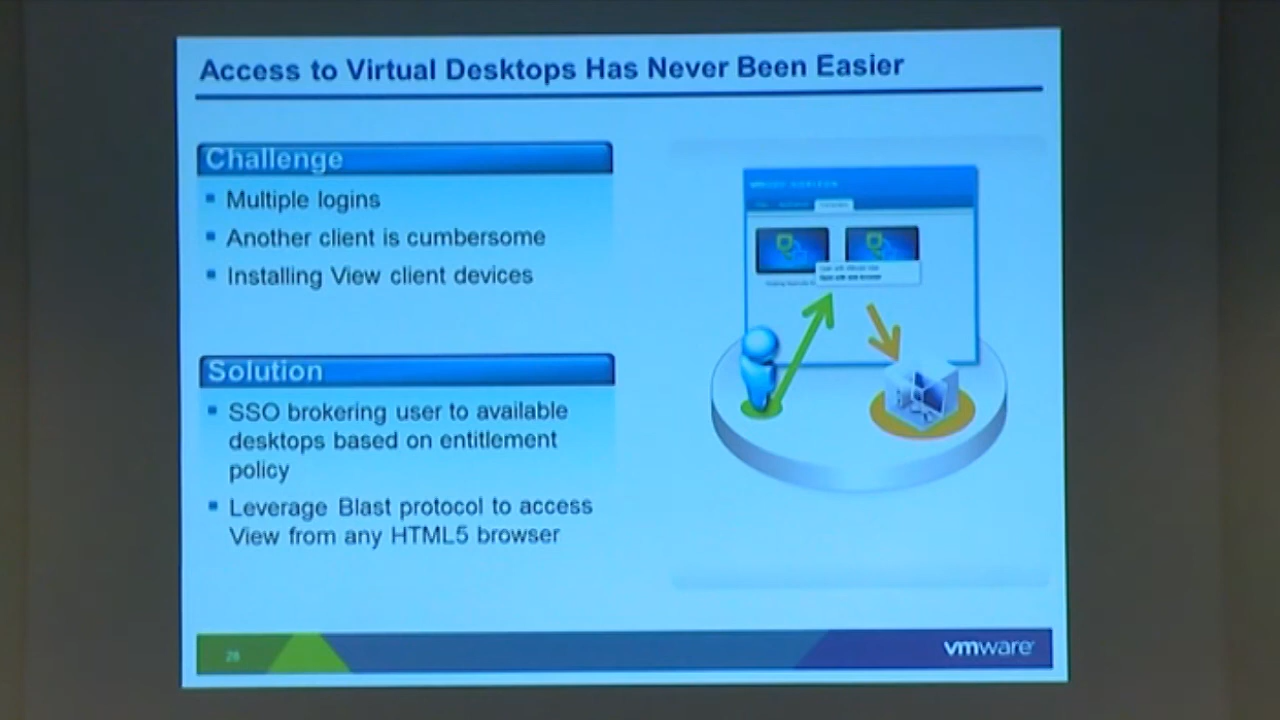 Access to Virtual Desktops Has Never Been Easier
Challenge
Multiple logins
Another client is cumbersome
Installing View client devices
Solution
SSO brokering user to available
desktops based on entitlement
policy
Leverage Blast protocol to access
View from any HTML5 browser
vmware